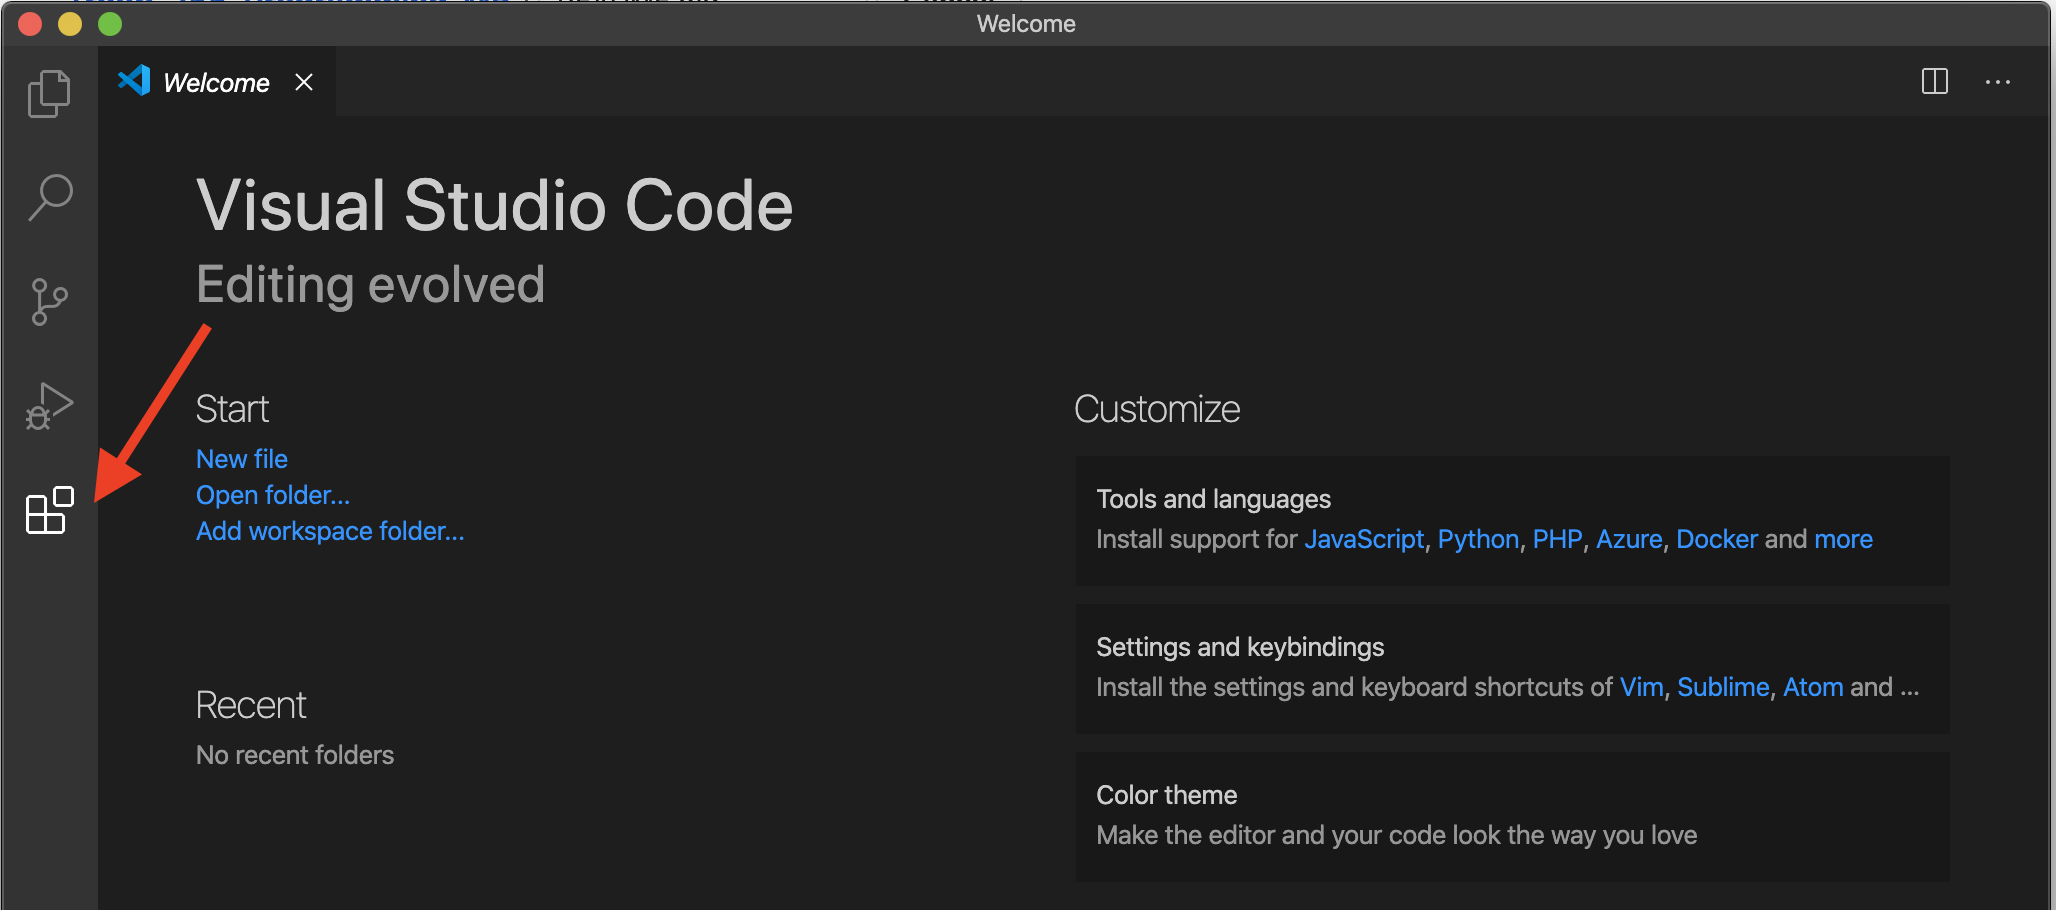 Welcome
Welcome
Visual Studio Code
Editing evolved
Start
New file
Open folder...
Add workspace folder...
Recent
No recent folders
Customize
Tools and languages
Install support for JavaScript, Python, PHP, Azure, Docker and more
Settings and keybindings
Install the settings and keyboard shortcuts of Vim, Sublime, Atom and ...
Color theme
Make the editor and your code look the way you love